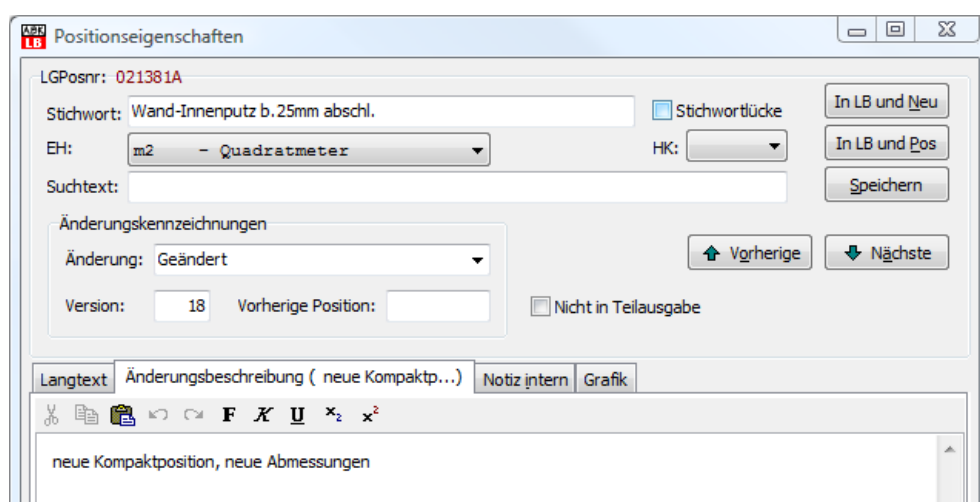 ABK
LB
Positionseigenschaften
LGPosnr: 021381A
Stichwort: Wand-Innenputz b.25mm abschl.
Stichwortlücke
In LB und Neu
EH: m2 - Quadratmeter
HK:
In LB und Pos
Suchtext:
Speichern
Änderungskennzeichnungen
Änderung: Geändert
Vorherige
Nächste
Version: 18 Vorherige Position:
Nicht in Teilausgabe
Langtext Änderungsbeschreibung ( neue Kompaktp...) Notiz intern Grafik
F K U x₂ x²
neue Kompaktposition, neue Abmessungen